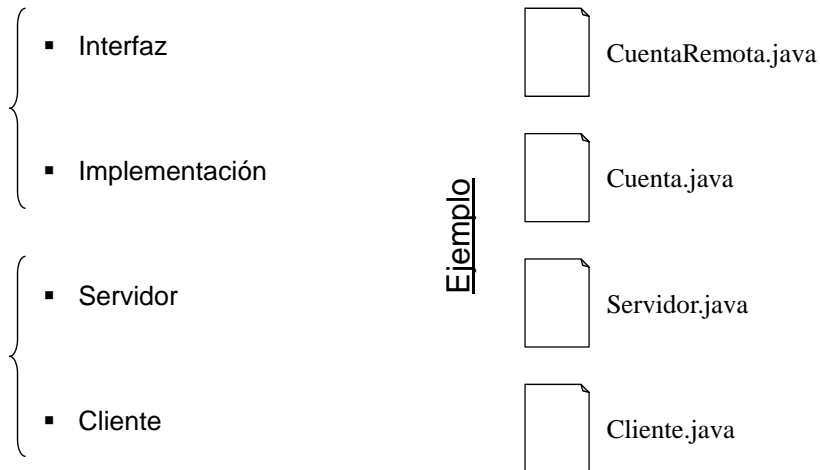 ▪ Interfaz
CuentaRemota.java
▪ Implementación
Cuenta.java
Ejemplo
▪ Servidor
Servidor.java
▪ Cliente
Cliente.java